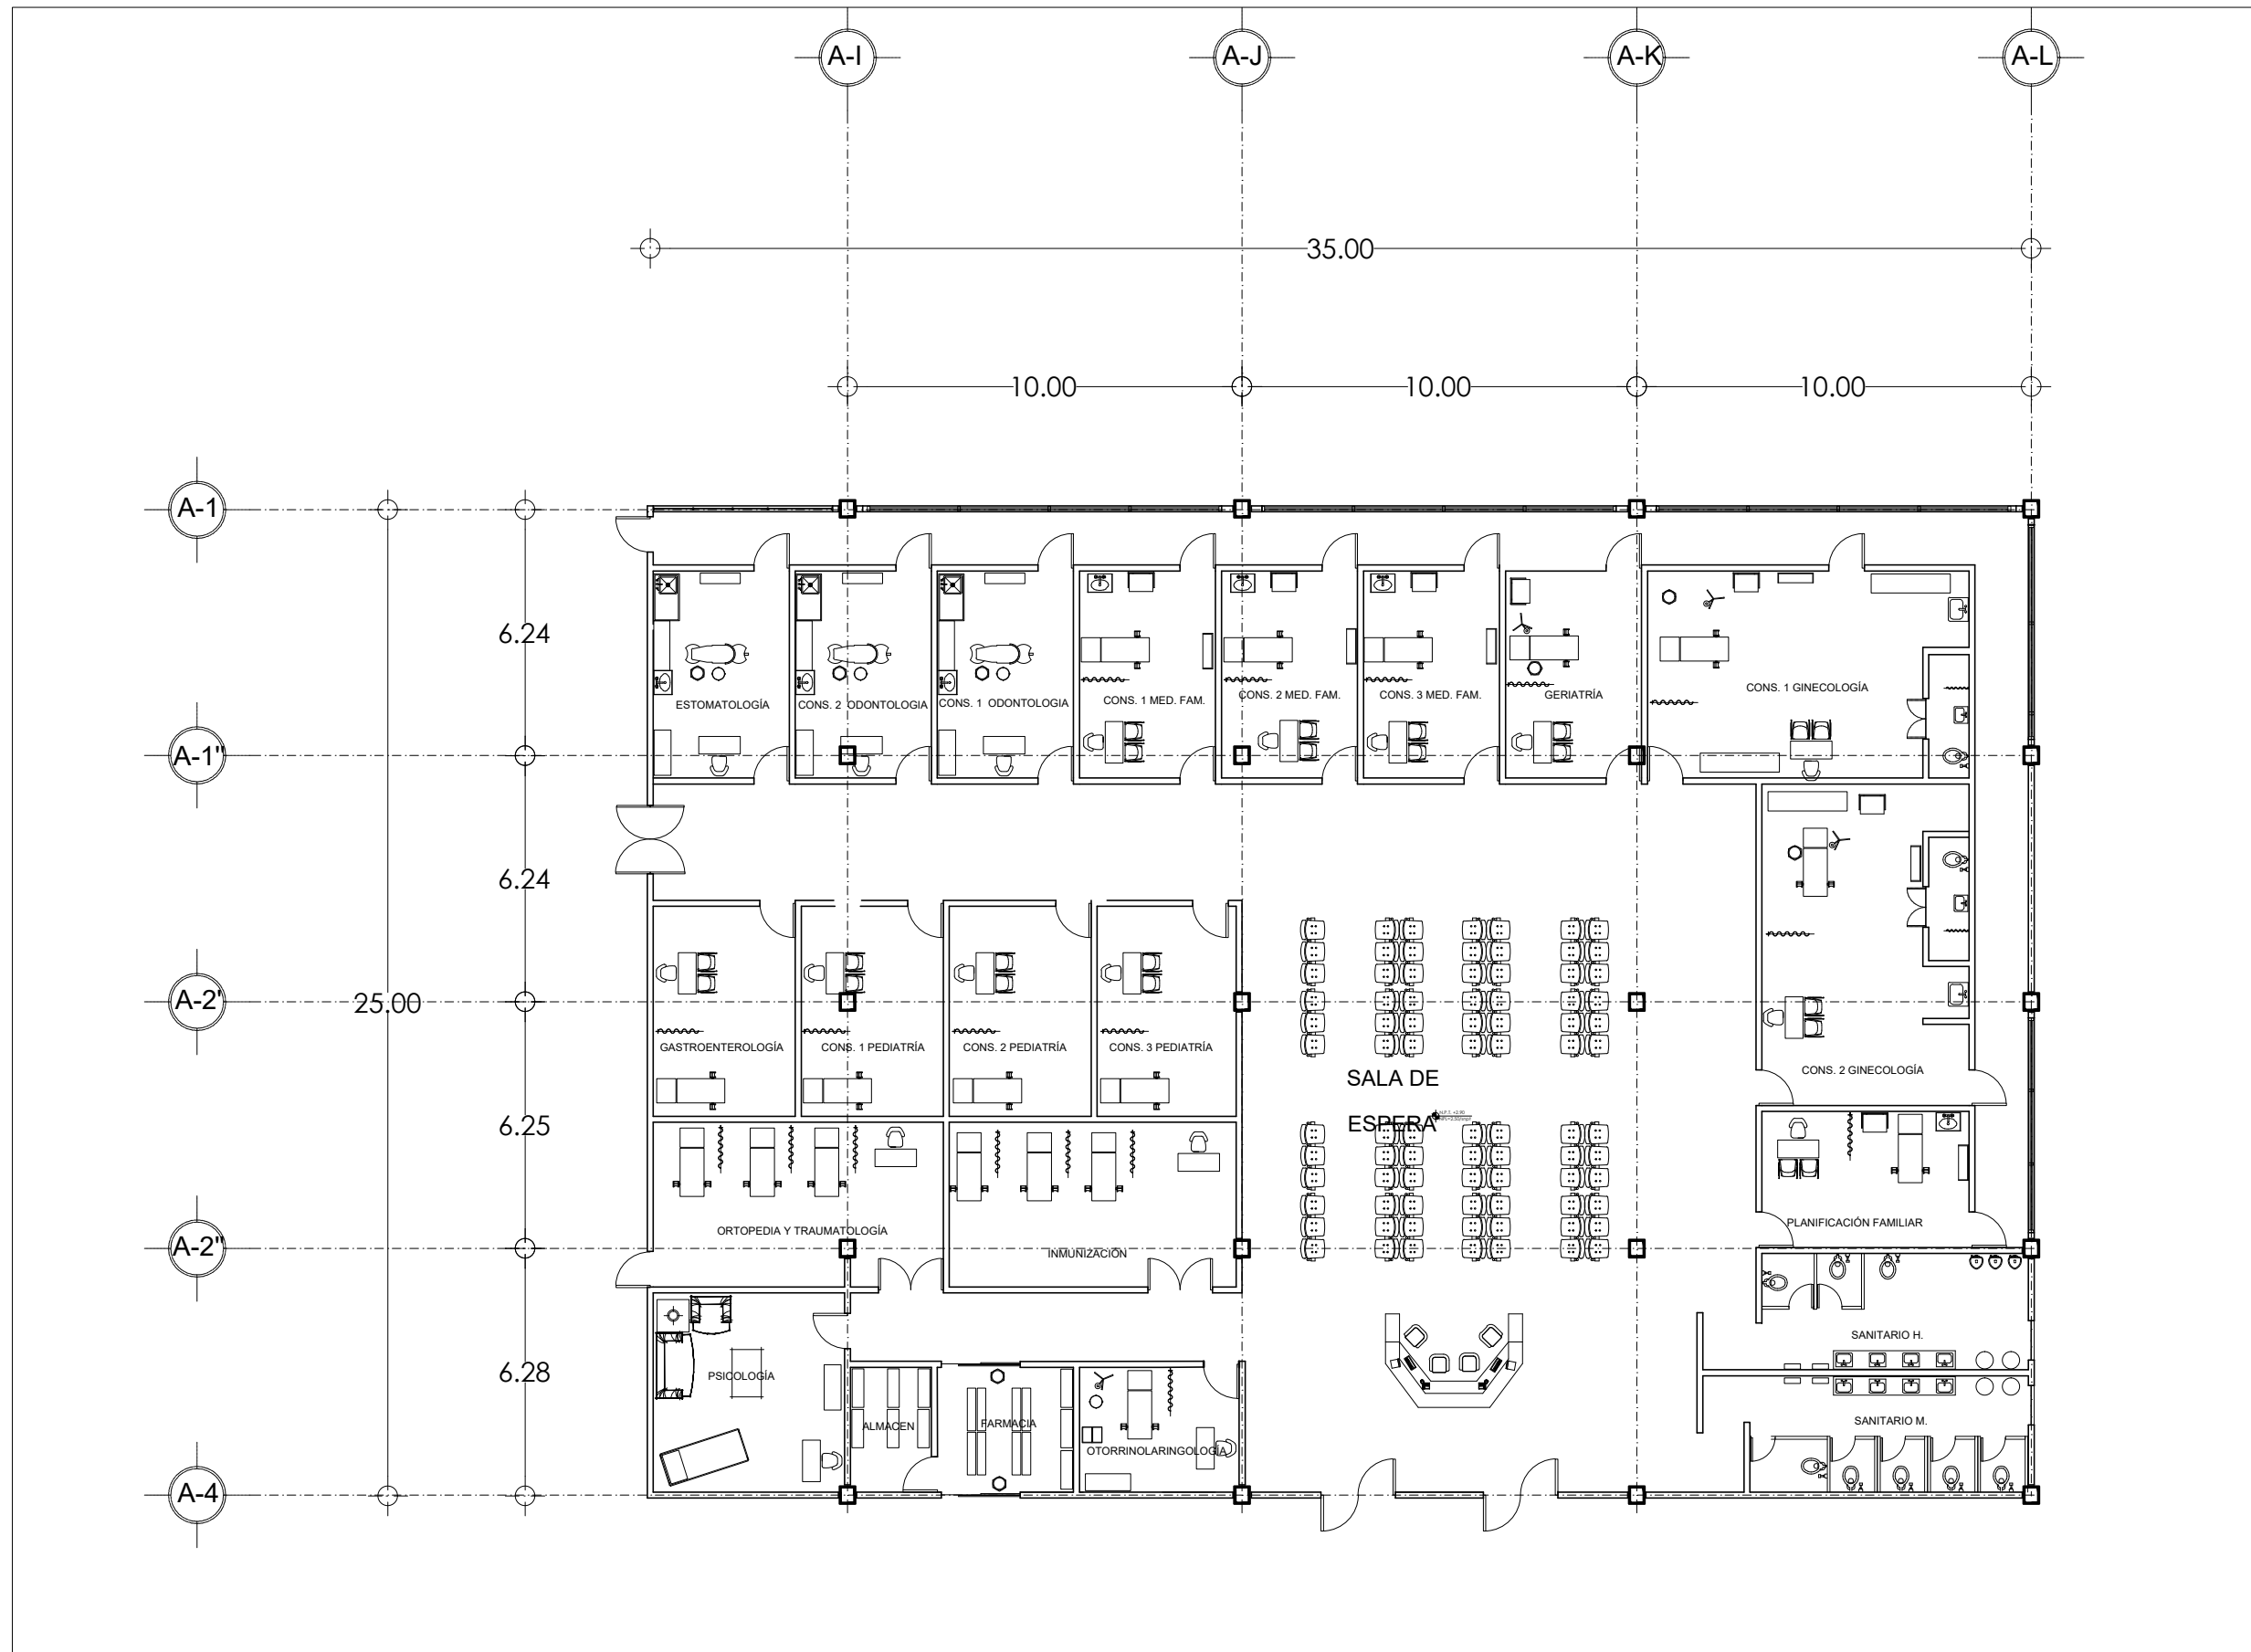 A-I
A-J
A-K
A-L
35.00
10.00
10.00
10.00
A-1
6.24
ESTOMATOLOGÍA
CONS. 2 ODONTOLOGIA
CONS. 1 ODONTOLOGIA
CONS. 1 MED. FAM.
CONS. 2 MED. FAM.
CONS. 3 MED. FAM.
GERIATRÍA
CONS. 1 GINECOLOGÍA
A-1"
6.24
A-2'
25.00
GASTROENTEROLOGÍA
CONS. 1 PEDIATRÍA
CONS. 2 PEDIATRÍA
CONS. 3 PEDIATRÍA
SALA DE
ESPERA
CONS. 2 GINECOLOGÍA
6.25
ORTOPEDIA Y TRAUMATOLOGÍA
INMUNIZACIÓN
PLANIFICACIÓN FAMILIAR
A-2"
SANITARIO H.
6.28
PSICOLOGÍA
ALMACEN
FARMACIA
OTORRINOLARINGOLOGÍA
SANITARIO M.
A-4